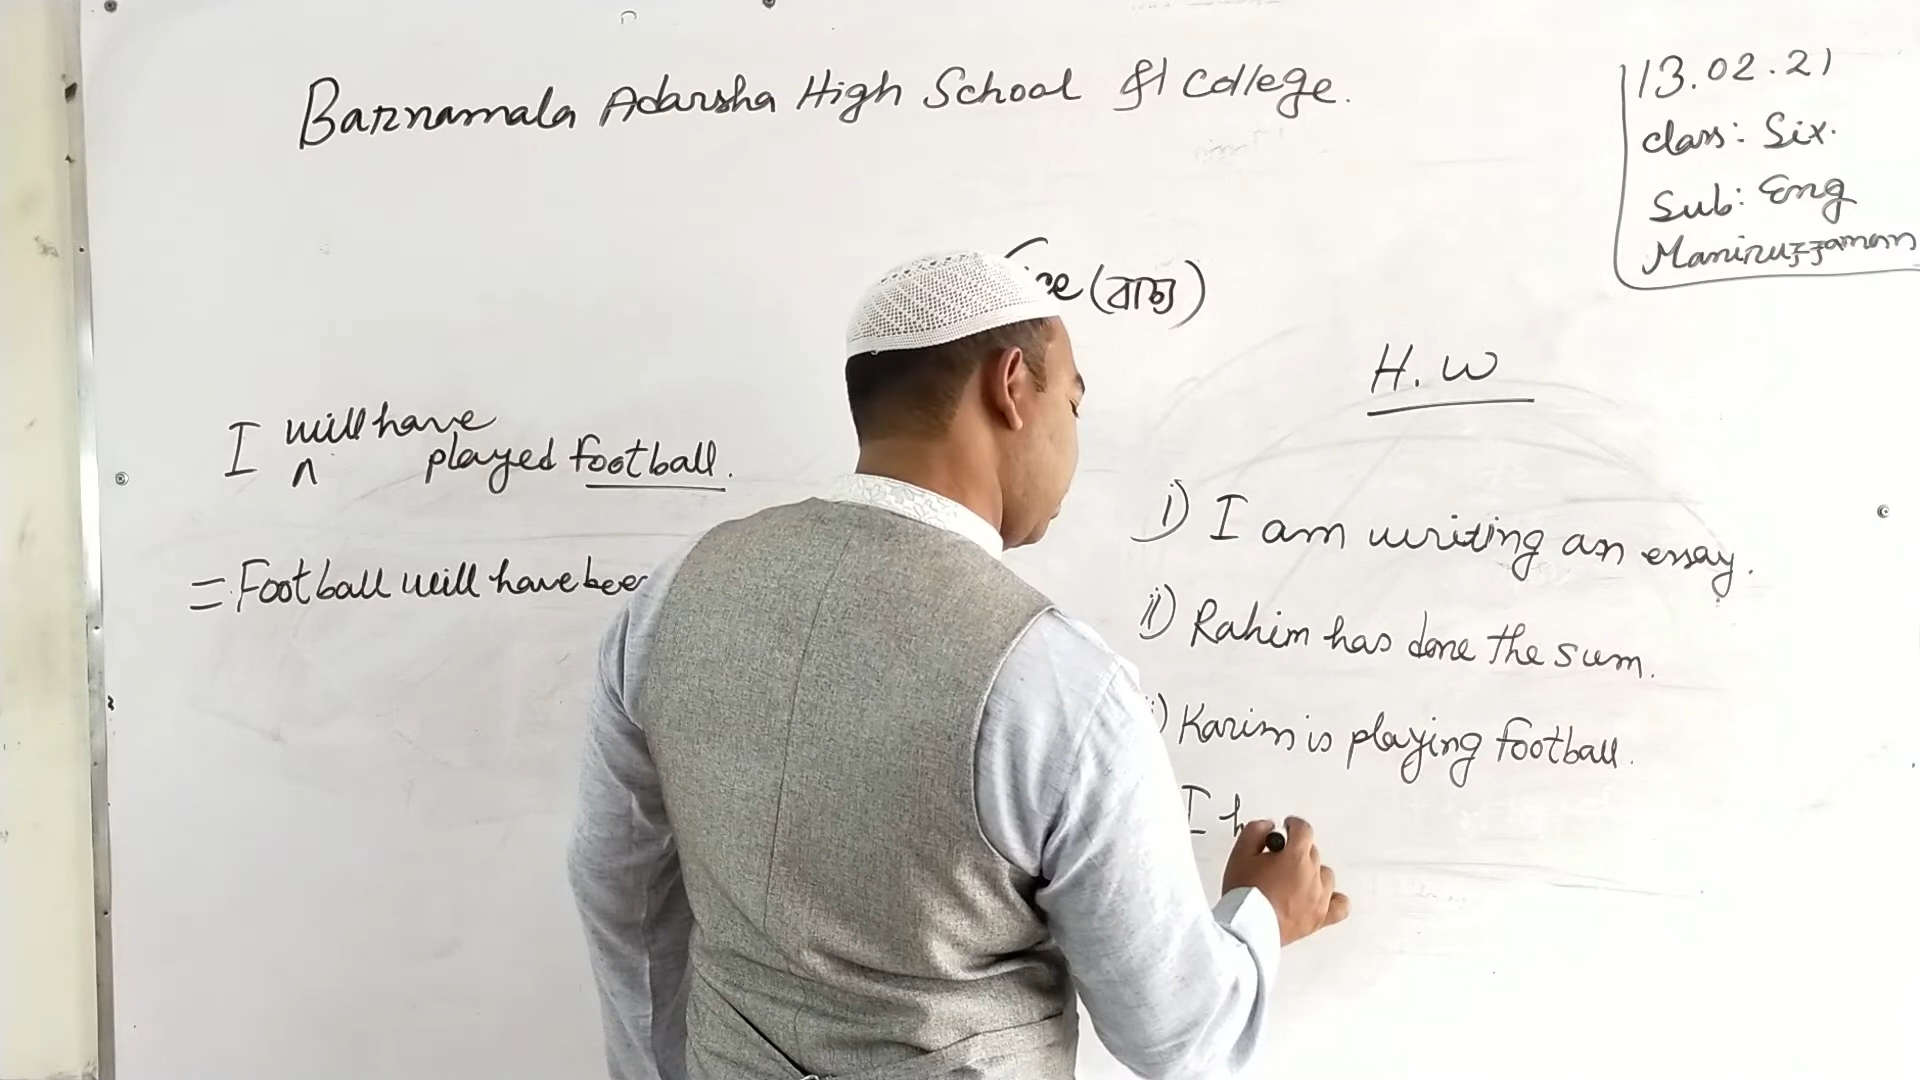 Barnamala Adarsha High School & College.
13.02.21
class: Six.
Sub: Eng
Maniruzzaman
(বাচ্য)
H.W
I will have played football.
= Football will have been
i) I am writing an essay.
ii) Rahim has done the sum.
Karim is playing football.
I